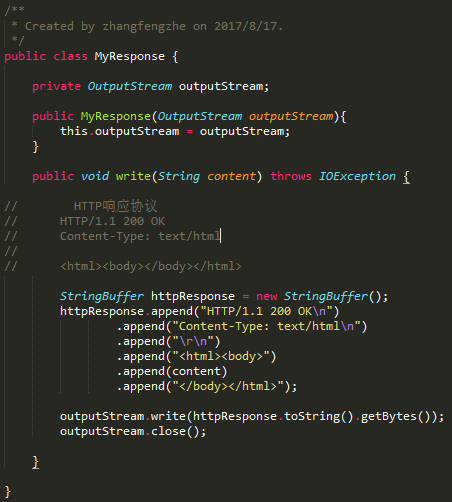 /**
 * Created by zhangfengzhe on 2017/8/17.
 */
public class MyResponse {
    private OutputStream outputStream;
    public MyResponse(OutputStream outputStream){
        this.outputStream = outputStream;
    }
    public void write(String content) throws IOException {
//        HTTP响应协议
//      HTTP/1.1 200 OK
//      Content-Type: text/html
//
//      <html><body></body></html>
        StringBuffer httpResponse = new StringBuffer();
        httpResponse.append("HTTP/1.1 200 OK\n")
                .append("Content-Type: text/html\n")
                .append("\r\n")
                .append("<html><body>")
                .append(content)
                .append("</body></html>");
        outputStream.write(httpResponse.toString().getBytes());
        outputStream.close();
    }
}